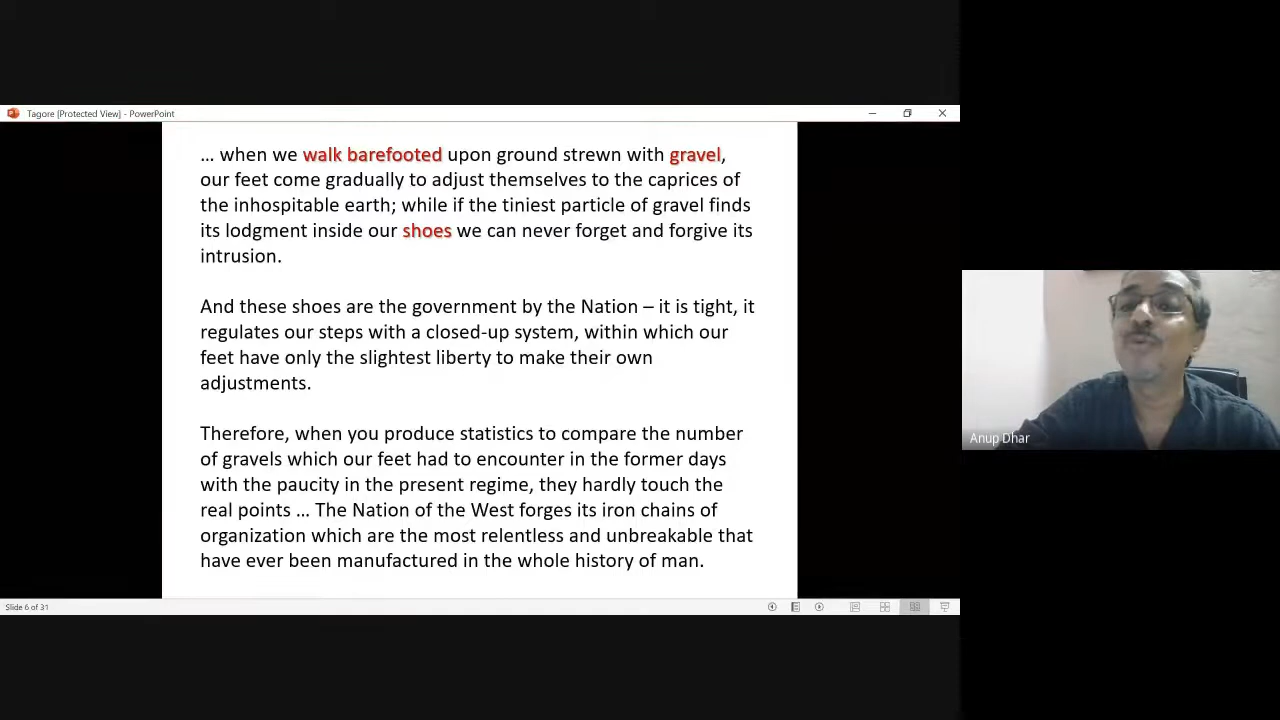 Tagore [Protected View] - PowerPoint
… when we walk barefooted upon ground strewn with gravel,
our feet come gradually to adjust themselves to the caprices of
the inhospitable earth; while if the tiniest particle of gravel finds
its lodgment inside our shoes we can never forget and forgive its
intrusion.
And these shoes are the government by the Nation – it is tight, it
regulates our steps with a closed-up system, within which our
feet have only the slightest liberty to make their own
adjustments.
Therefore, when you produce statistics to compare the number
of gravels which our feet had to encounter in the former days
with the paucity in the present regime, they hardly touch the
real points … The Nation of the West forges its iron chains of
organization which are the most relentless and unbreakable that
have ever been manufactured in the whole history of man.
Slide 6 of 31
Anup Dhar